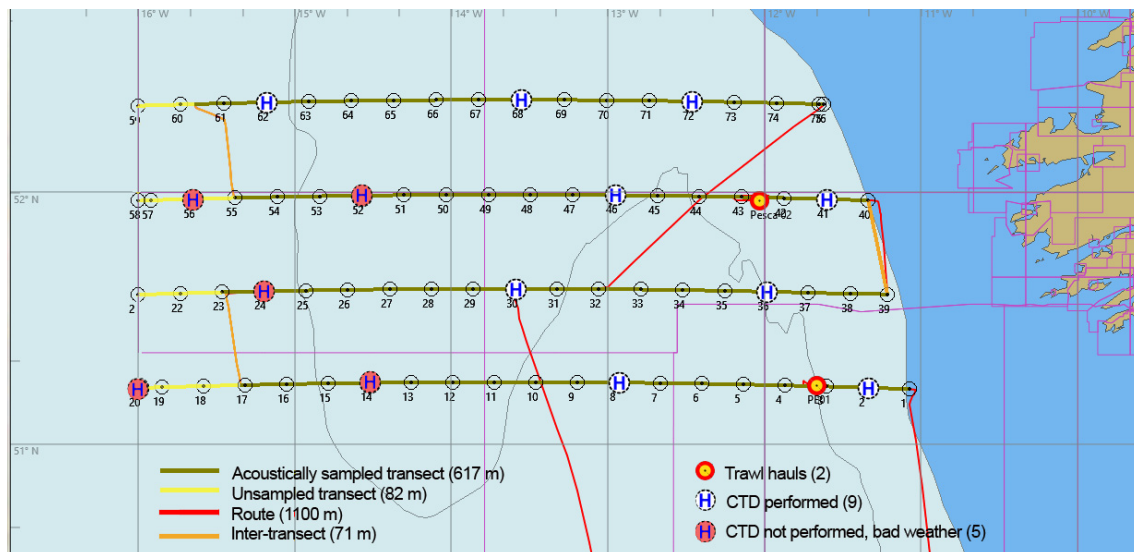 16°W 15°W 14°W 13°W 12°W 11°W 10°W
59 60 61 62 63 64 65 66 67 68 69 70 71 72 73 74 75 76
52°N
58 57 56 55 54 53 52 51 50 49 48 47 46 45 44 43 42 41 40
Pesca 02
2 22 23 24 25 26 27 28 29 30 31 32 33 34 35 36 37 38 39
20 19 18 17 16 15 14 13 12 11 10 9 8 7 6 5 4 3 2 1
PE01
51°N
Acoustically sampled transect (617 m)
Unsampled transect (82 m)
Route (1100 m)
Inter-transect (71 m)
Trawl hauls (2)
H CTD performed (9)
H CTD not performed, bad weather (5)